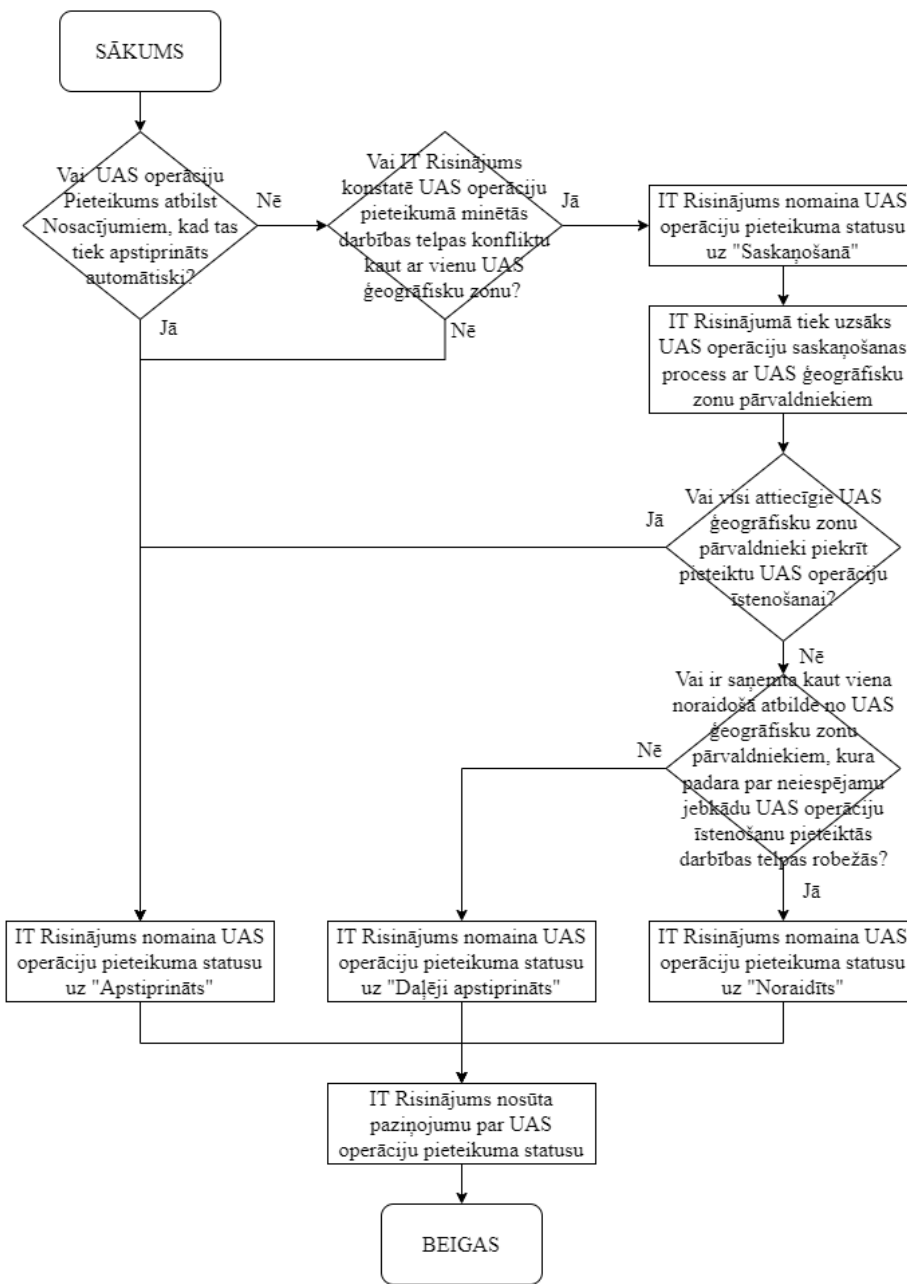 SĀKUMS
Vai UAS operāciju
Pieteikums atbilst
Nosacījumiem, kad tas
tiek apstiprināts
automātiski?
Nē
Jā
Vai IT Risinājums
konstatē UAS operāciju
pieteikumā minētās
darbības telpas konfliktu
kaut ar vienu UAS
ģeogrāfisku zonu?
Jā
Nē
IT Risinājums nomaina UAS
operāciju pieteikuma statusu
uz "Saskaņošanā"
IT Risinājumā tiek uzsāks
UAS operāciju saskaņošanas
process ar UAS ģeogrāfisku
zonu pārvaldniekiem
Vai visi attiecīgie UAS
ģeogrāfisku zonu
pārvaldnieki piekrīt
pieteiktu UAS operāciju
īstenošanai?
Jā
Nē
Vai ir saņemta kaut viena
noraidošā atbilde no UAS
ģeogrāfisku zonu
pārvaldniekiem, kura
padara par neiespējamu
jebkādu UAS operāciju
īstenošanu pieteiktās
darbības telpas robežās?
Nē
Jā
IT Risinājums nomaina UAS
operāciju pieteikuma statusu
uz "Apstiprināts"
IT Risinājums nomaina UAS
operāciju pieteikuma statusu
uz "Daļēji apstiprināts"
IT Risinājums nomaina UAS
operāciju pieteikuma statusu
uz "Noraidīts"
IT Risinājums nosūta
paziņojumu par UAS
operāciju pieteikuma statusu
BEIGAS